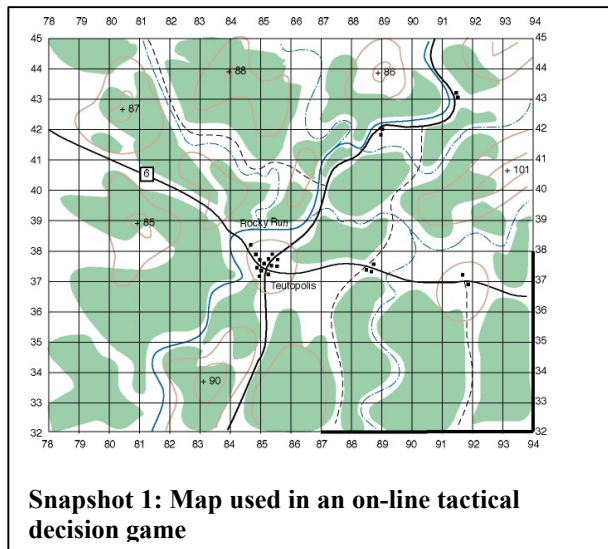 78 79 80 81 82 83 84 85 86 87 88 89 90 91 92 93 94
45 45
44 + 88 + 86 44
43 + 87 43
42 42
41 41
6 + 101
40 40
39 + 85 39
Rocky Run
38 38
37 Teutopolis 37
36 36
35 35
34 34
+ 90
33 33
32 32
78 79 80 81 82 83 84 85 86 87 88 89 90 91 92 93 94
Snapshot 1: Map used in an on-line tactical
decision game